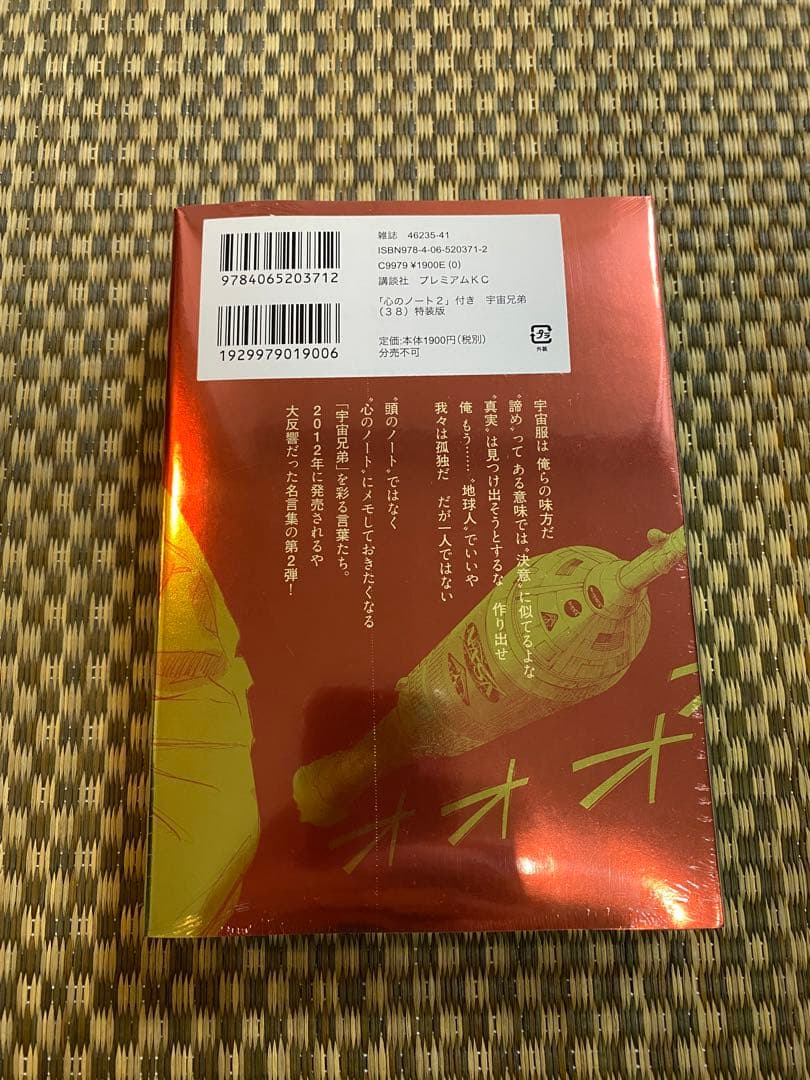 雑誌 46235-41
ISBN978-4-06-520371-2
C9979 ¥1900E (0)
講談社 プレミアムKC
9784065203712
「心のノート2」付き 宇宙兄弟
(38) 特装版
定価:本体1900円(税別)
分売不可
1929979019006
プラ
外装
宇宙服は 俺らの味方だ
〝諦め〟って ある意味では〝決意〟に似てるよな
〝真実〟は見つけ出そうとするな 作り出せ
俺 もう……〝地球人〟でいいや
我々は孤独だ だが一人ではない
〝頭のノート〟ではなく
〝心のノート〟にメモしておきたくなる
「宇宙兄弟」を彩る言葉たち。
2012年に発売されるや
大反響だった名言集の第2弾!
オオオ